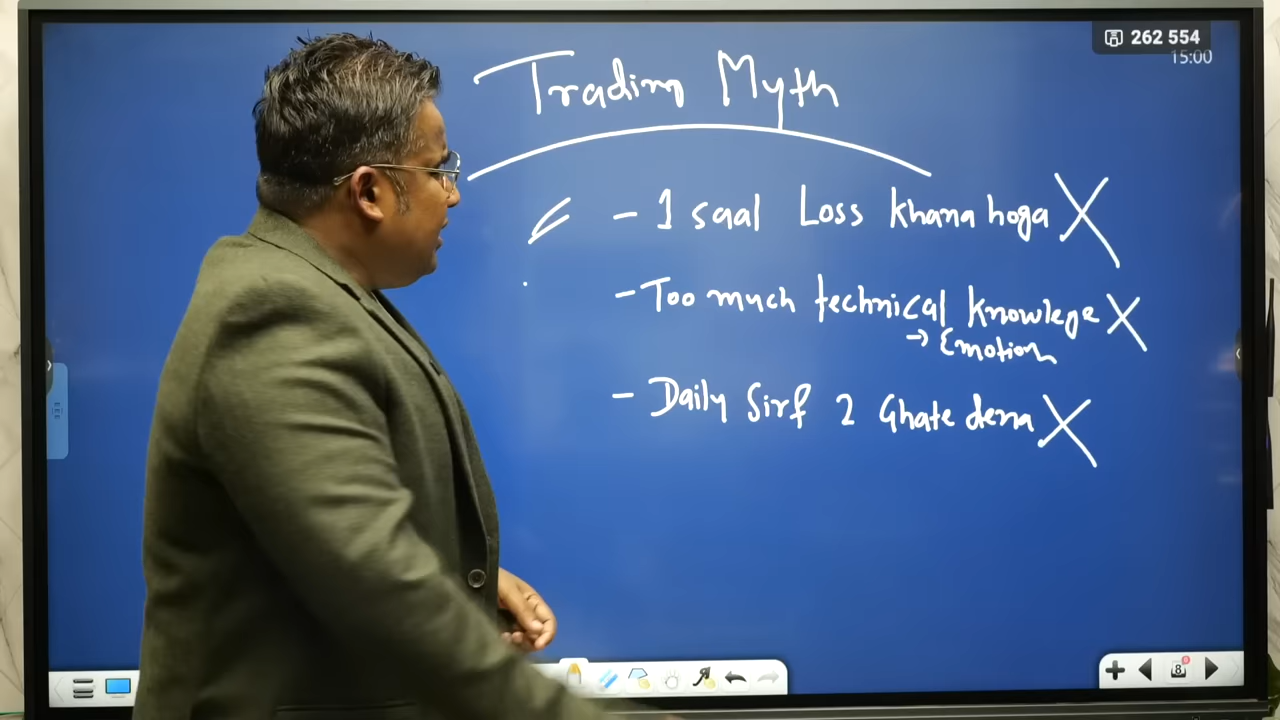 262 554
15:00
Trading Myth
- 1 saal Loss khana hoga X
- Too much technical knowlege X
→ Emotion
- Daily Sirf 2 Ghate dena X
8